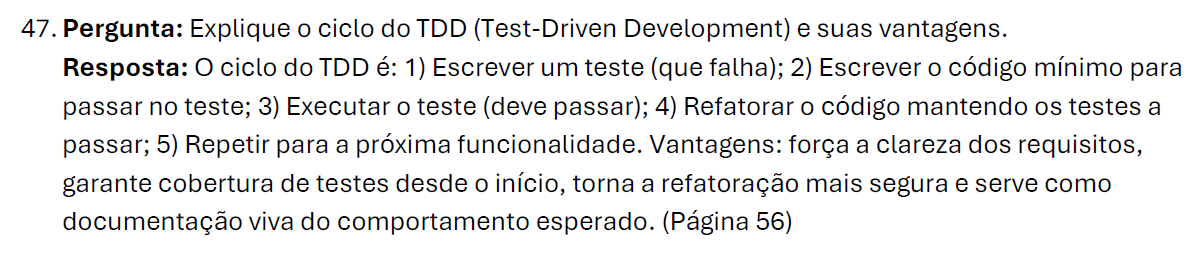 47. Pergunta: Explique o ciclo do TDD (Test-Driven Development) e suas vantagens.
Resposta: O ciclo do TDD é: 1) Escrever um teste (que falha); 2) Escrever o código mínimo para
passar no teste; 3) Executar o teste (deve passar); 4) Refatorar o código mantendo os testes a
passar; 5) Repetir para a próxima funcionalidade. Vantagens: força a clareza dos requisitos,
garante cobertura de testes desde o início, torna a refatoração mais segura e serve como
documentação viva do comportamento esperado. (Página 56)